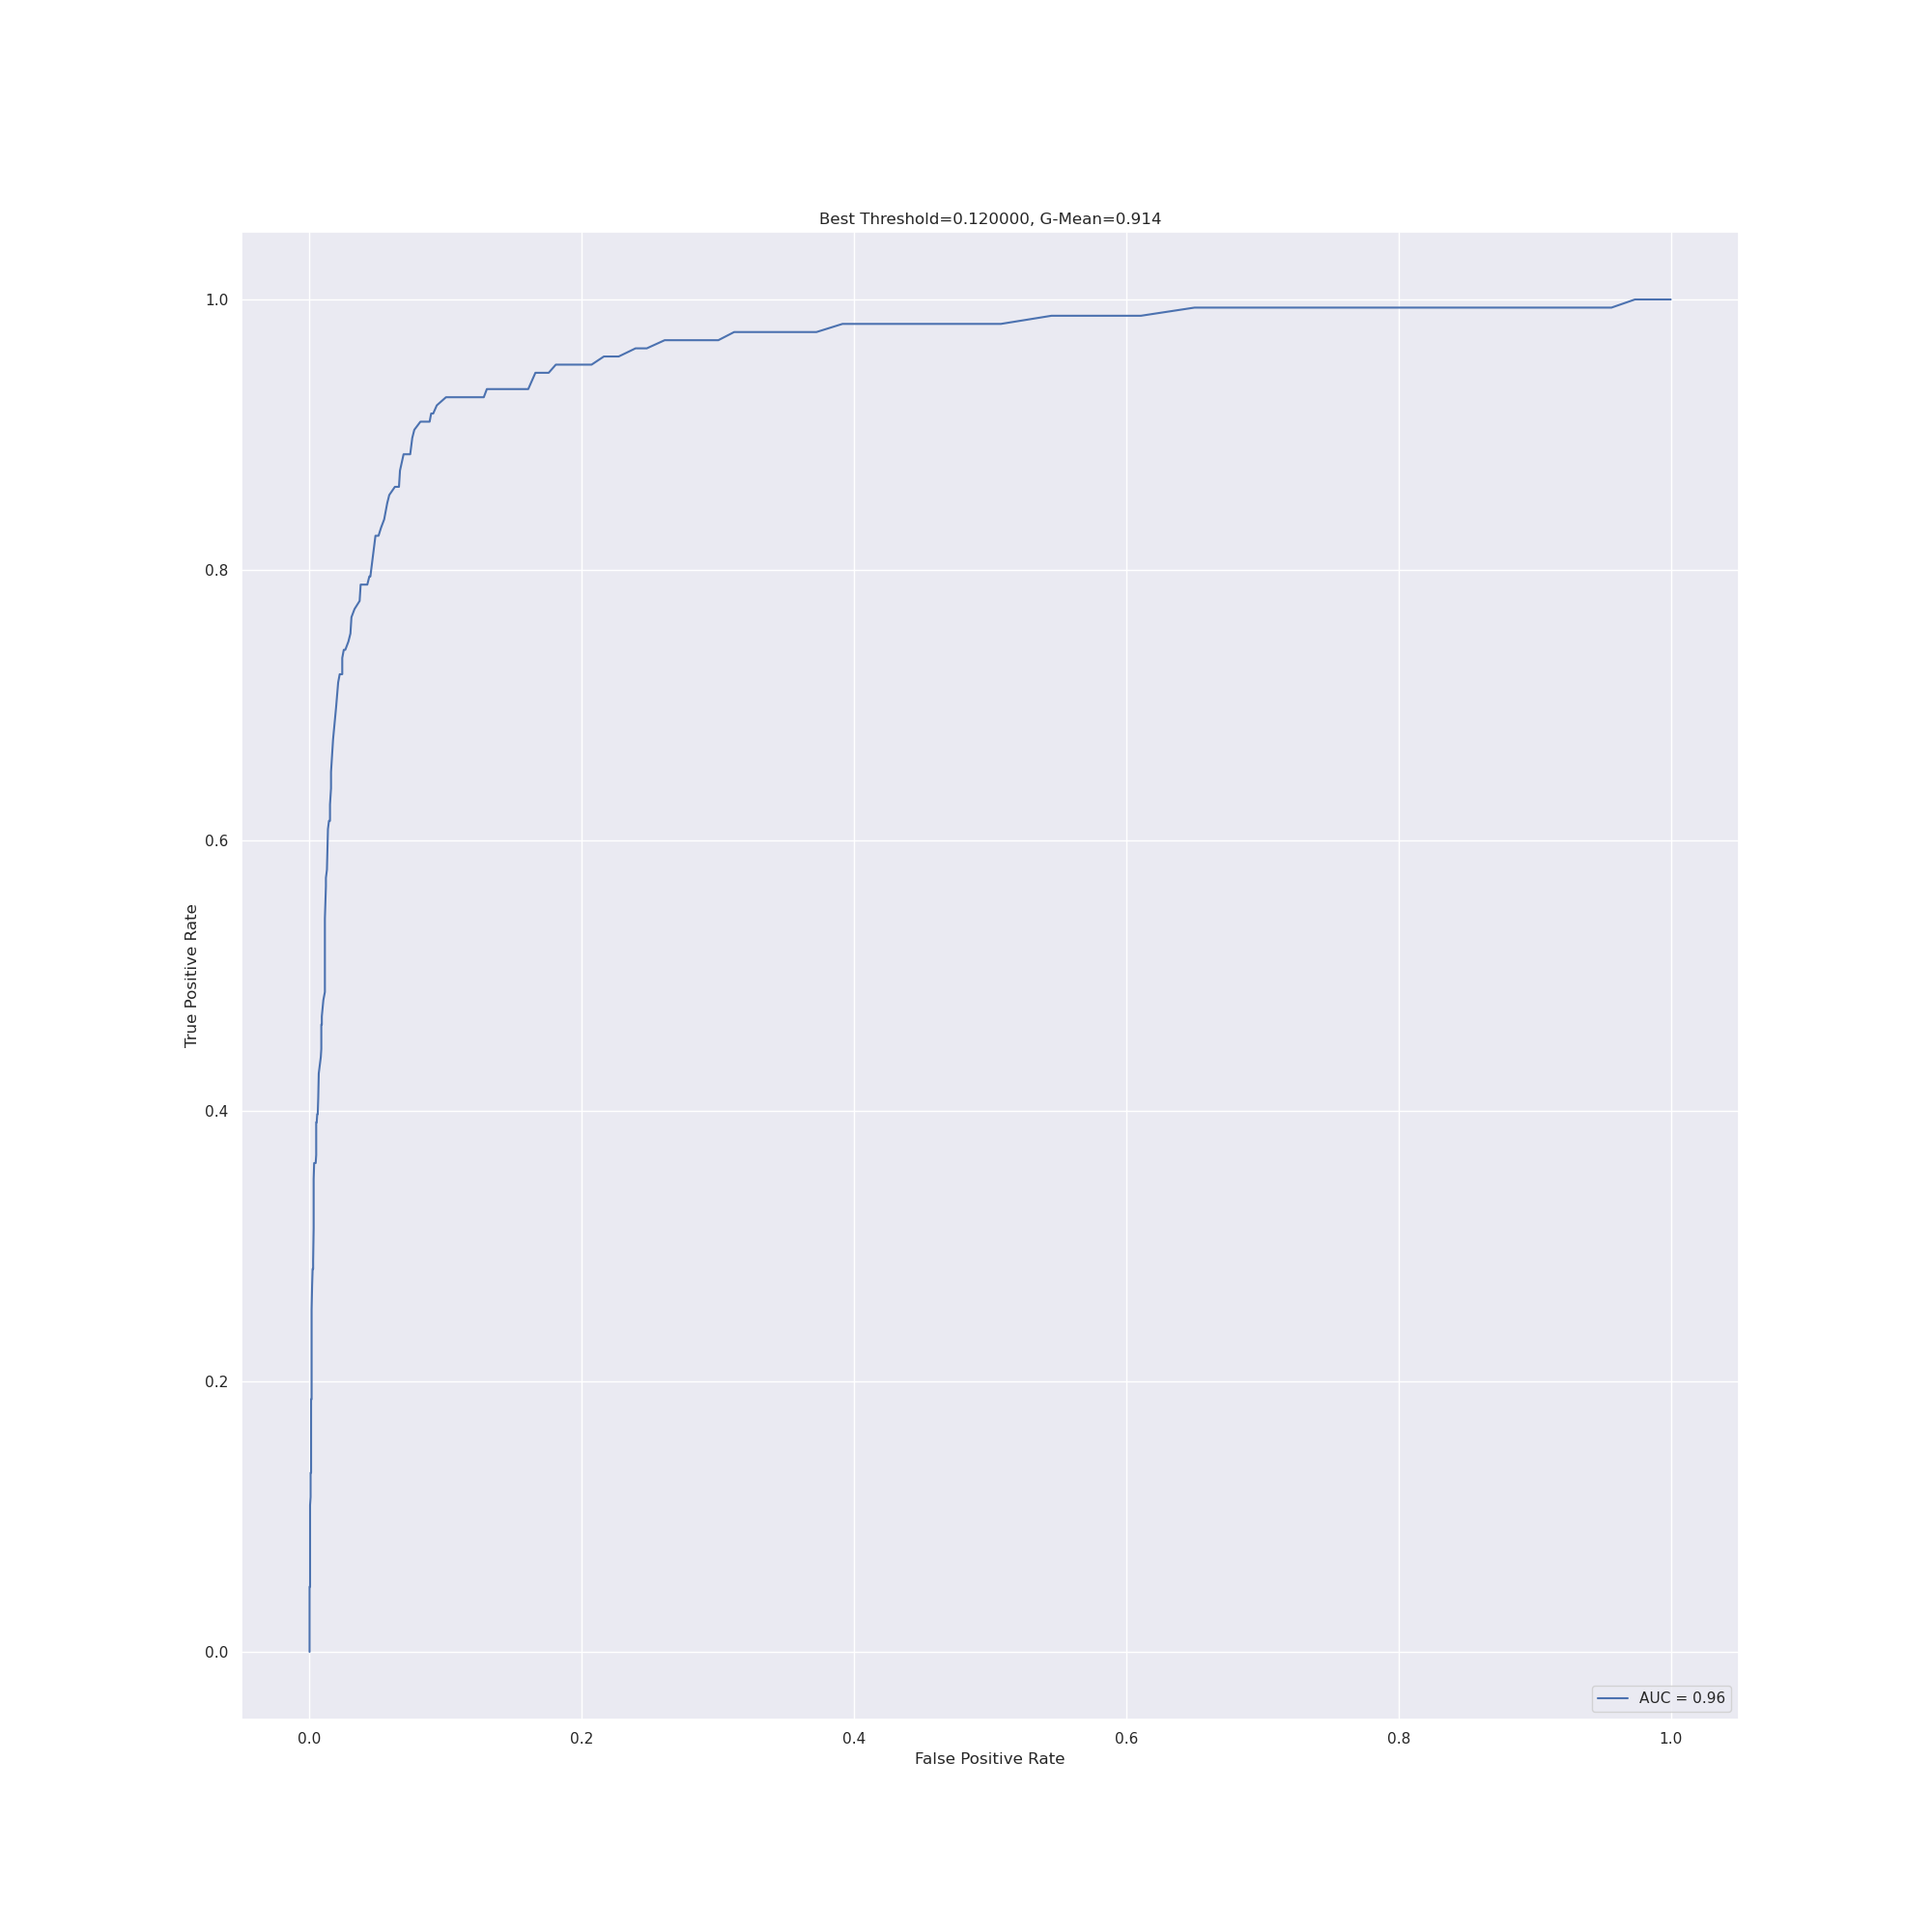 Best Threshold=0.120000, G-Mean=0.914
1.0
0.8
0.6
0.4
0.2
0.0
True Positive Rate
0.0 0.2 0.4 0.6 0.8 1.0
False Positive Rate
AUC = 0.96